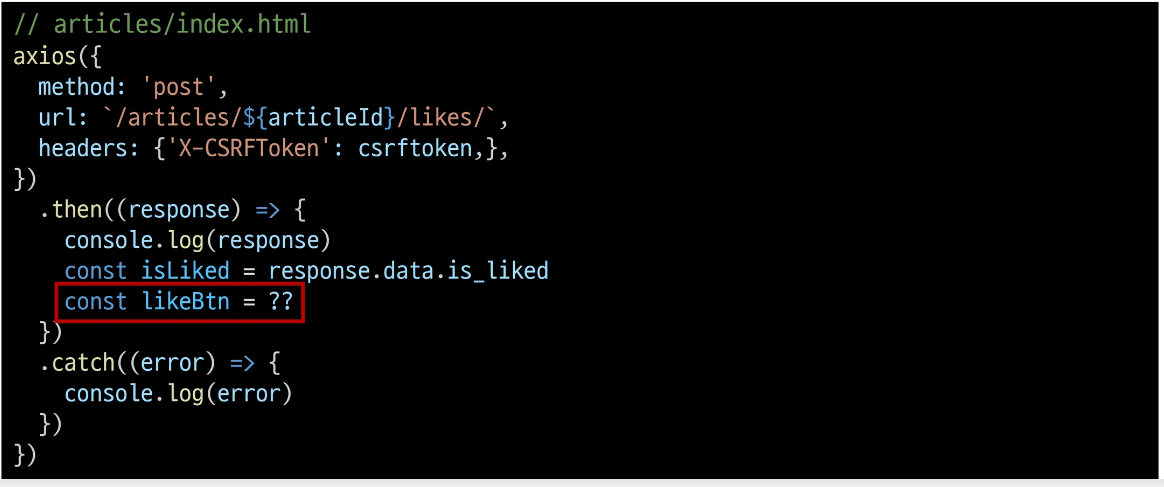 // articles/index.html
axios({
  method: 'post',
  url: `/articles/${articleId}/likes/`,
  headers: {'X-CSRFToken': csrftoken,},
})
  .then((response) => {
    console.log(response)
    const isLiked = response.data.is_liked
    const likeBtn = ??
  })
  .catch((error) => {
    console.log(error)
  })
})